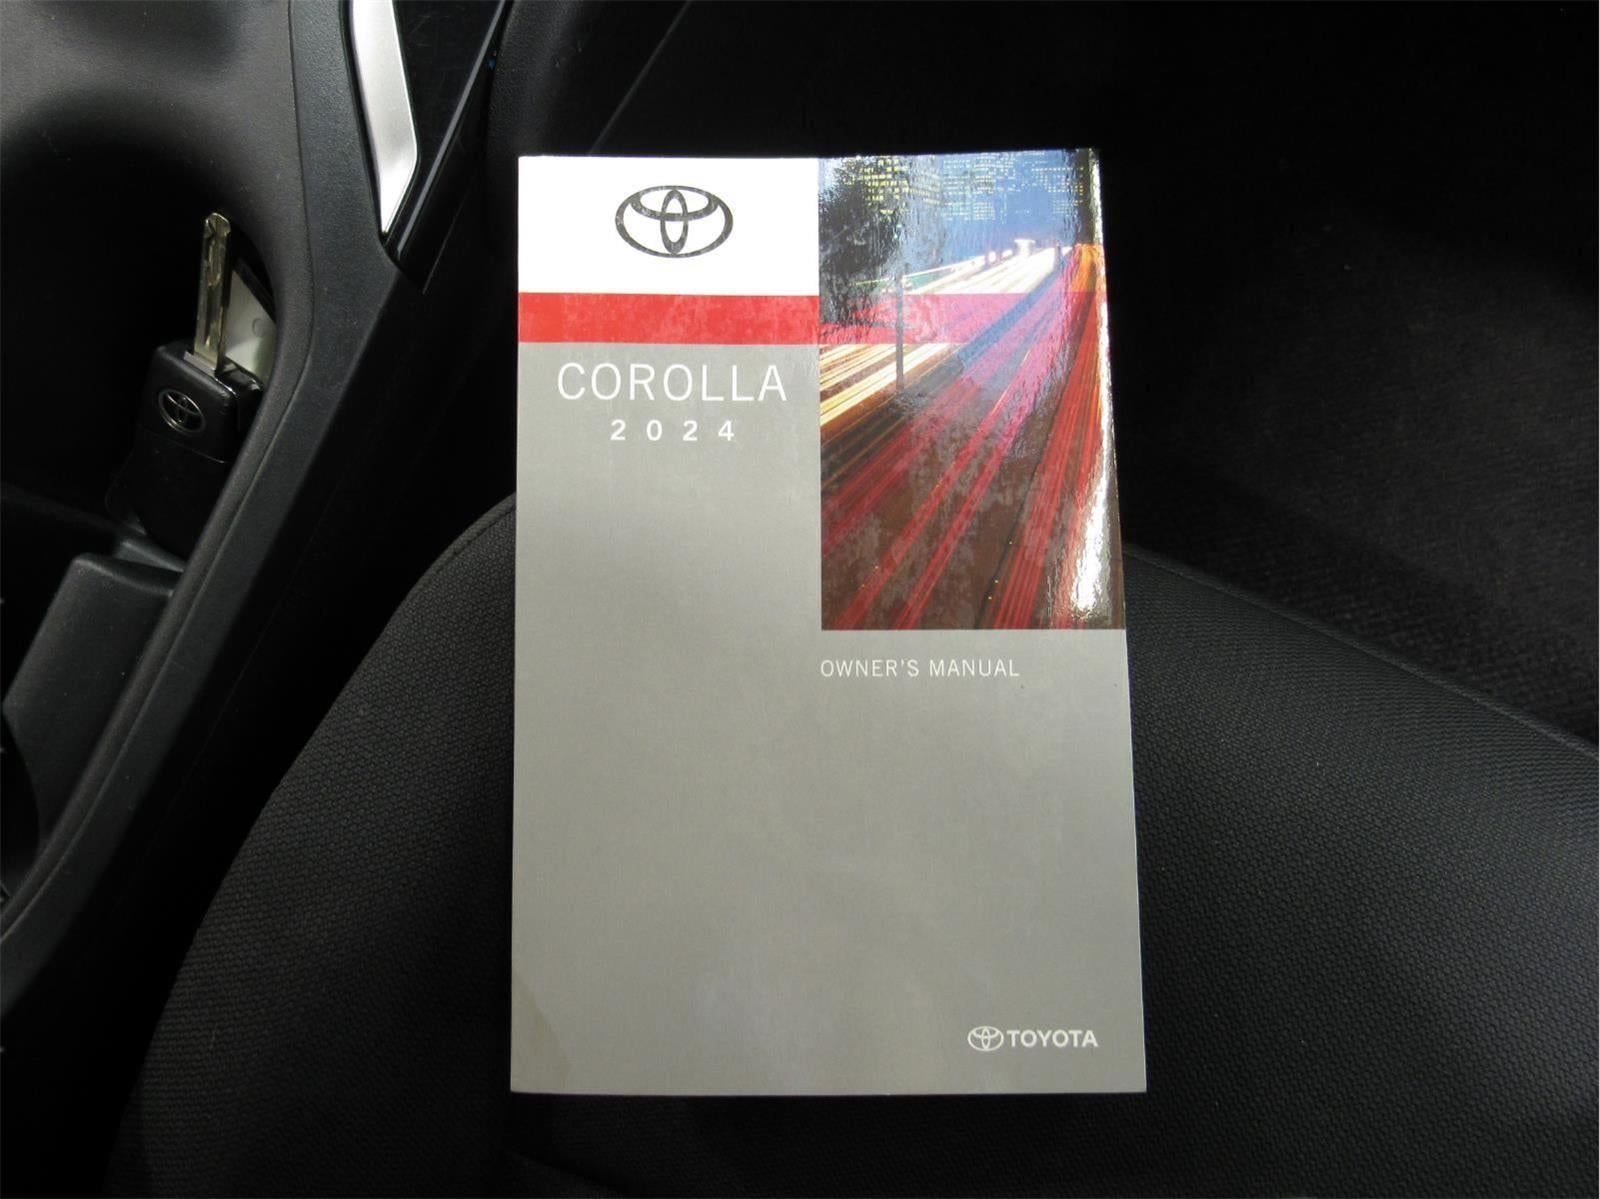 COROLLA
2024
OWNER'S MANUAL
TOYOTA